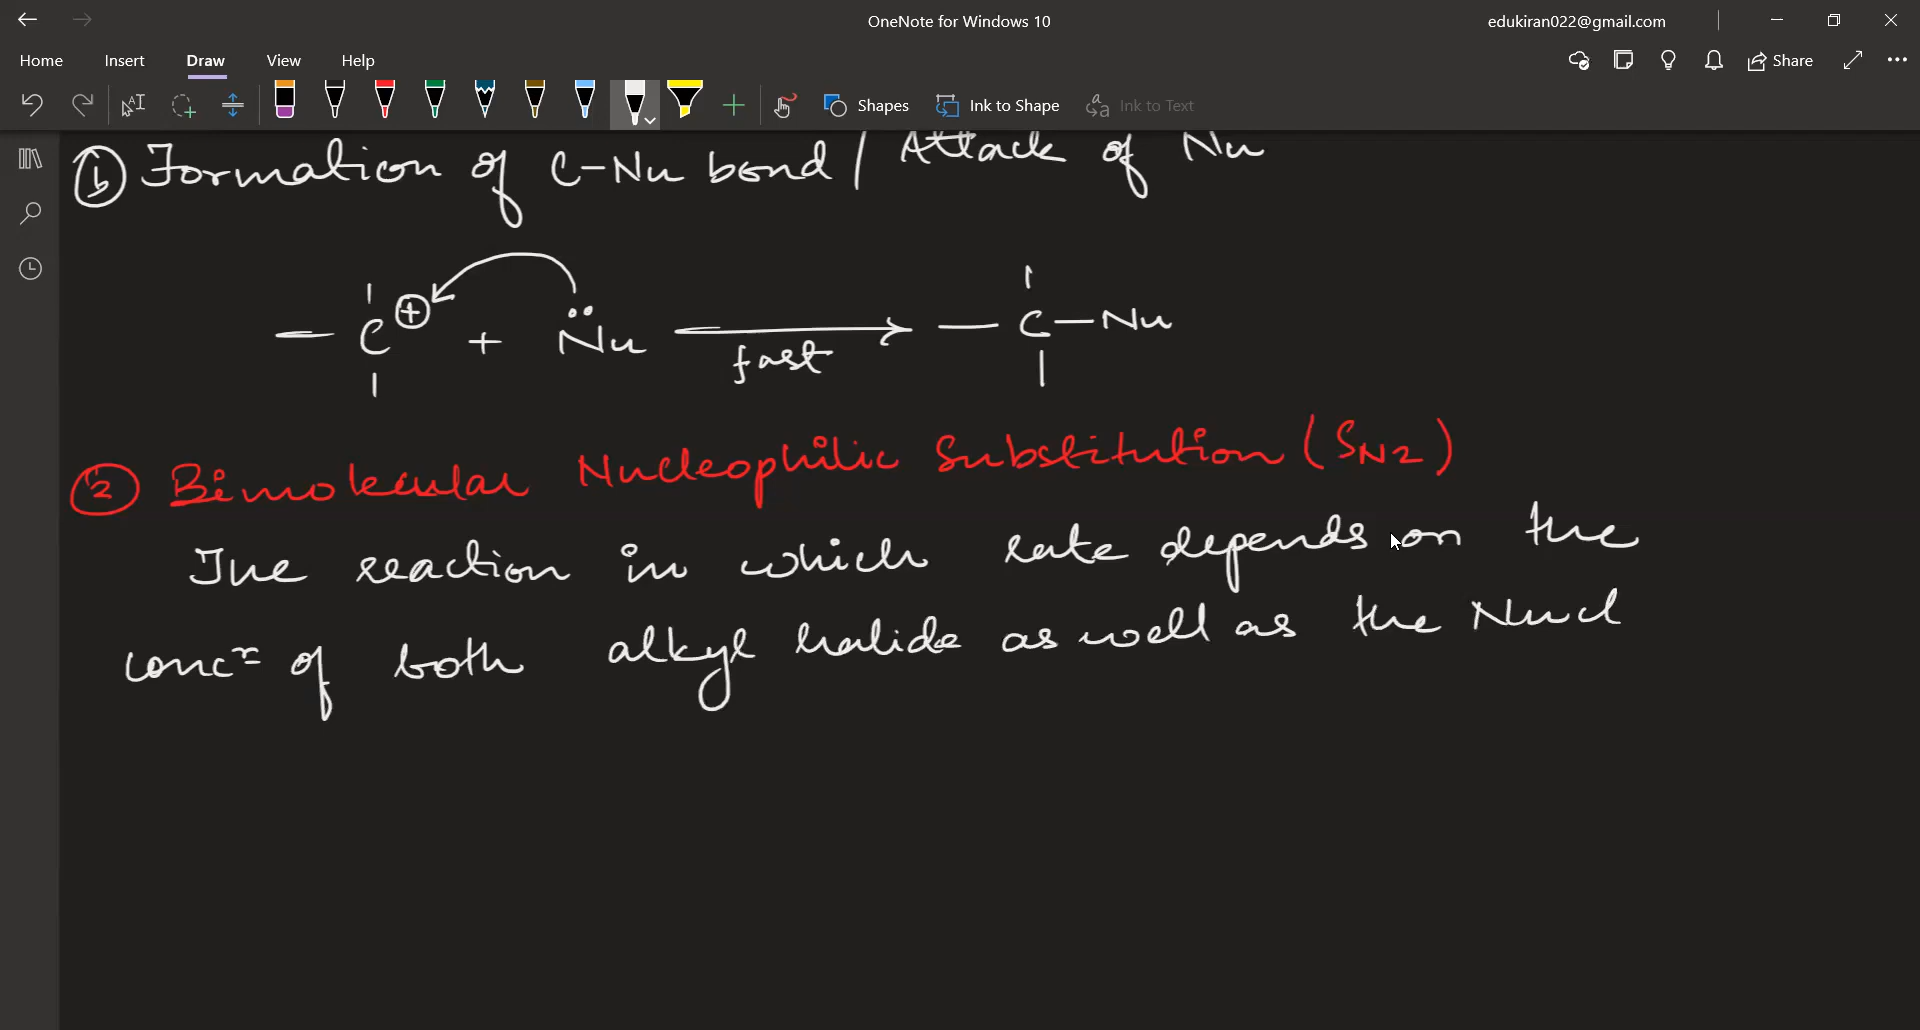 OneNote for Windows 10
edukiran022@gmail.com
Home Insert Draw View Help
Share
Shapes Ink to Shape Ink to Text
(b) Formation of C-Nu bond / Attack of Nu
— C ⊕ + N̈u ⟶ — C — Nu
fast
(2) Bimolecular Nucleophilic Substitution (SN2)
The reaction in which rate depends on the
concn of both alkyl halide as well as the Nucl